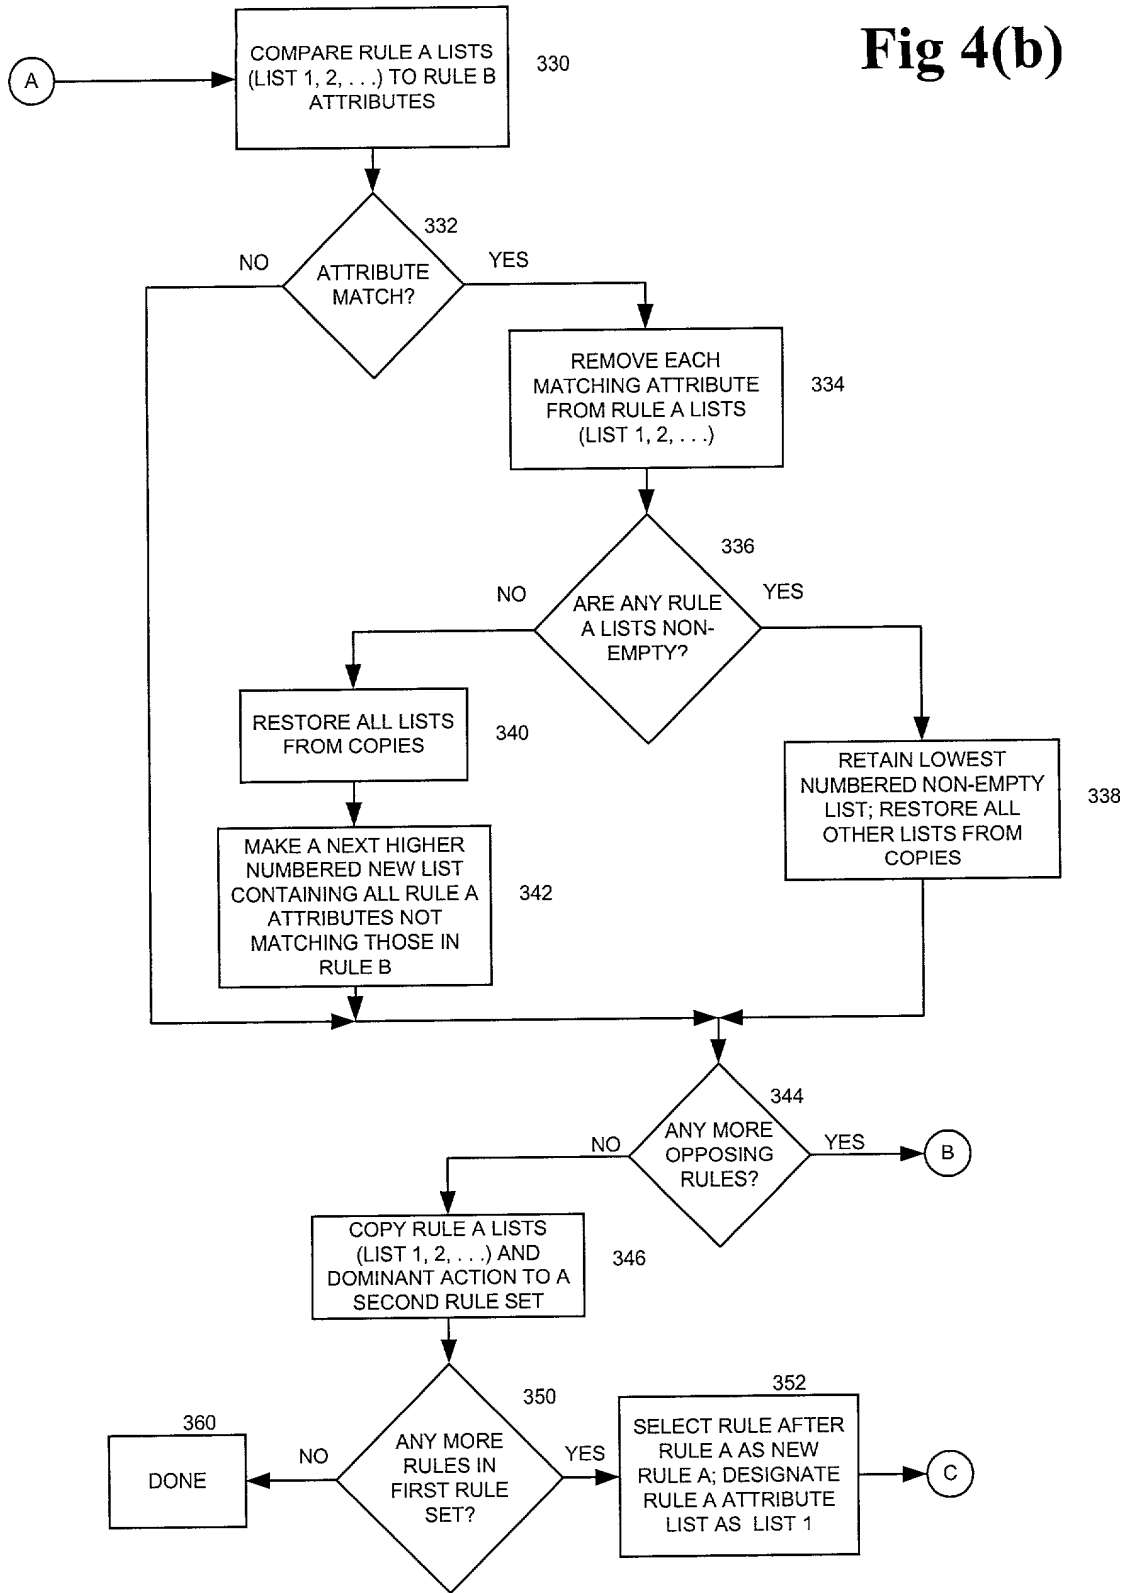 Fig 4(b)
A
COMPARE RULE A LISTS
(LIST 1, 2, . . .) TO RULE B
ATTRIBUTES
330
332
NO
YES
ATTRIBUTE
MATCH?
REMOVE EACH
MATCHING ATTRIBUTE
FROM RULE A LISTS
(LIST 1, 2, . . .)
334
336
NO
YES
ARE ANY RULE
A LISTS NON-
EMPTY?
RESTORE ALL LISTS
FROM COPIES
340
RETAIN LOWEST
NUMBERED NON-EMPTY
LIST; RESTORE ALL
OTHER LISTS FROM
COPIES
338
MAKE A NEXT HIGHER
NUMBERED NEW LIST
CONTAINING ALL RULE A
ATTRIBUTES NOT
MATCHING THOSE IN
RULE B
342
344
NO
ANY MORE
OPPOSING
RULES?
YES
B
COPY RULE A LISTS
(LIST 1, 2, . . .) AND
DOMINANT ACTION TO A
SECOND RULE SET
346
350
352
360
DONE
NO
ANY MORE
RULES IN
FIRST RULE
SET?
YES
SELECT RULE AFTER
RULE A AS NEW
RULE A; DESIGNATE
RULE A ATTRIBUTE
LIST AS LIST 1
C